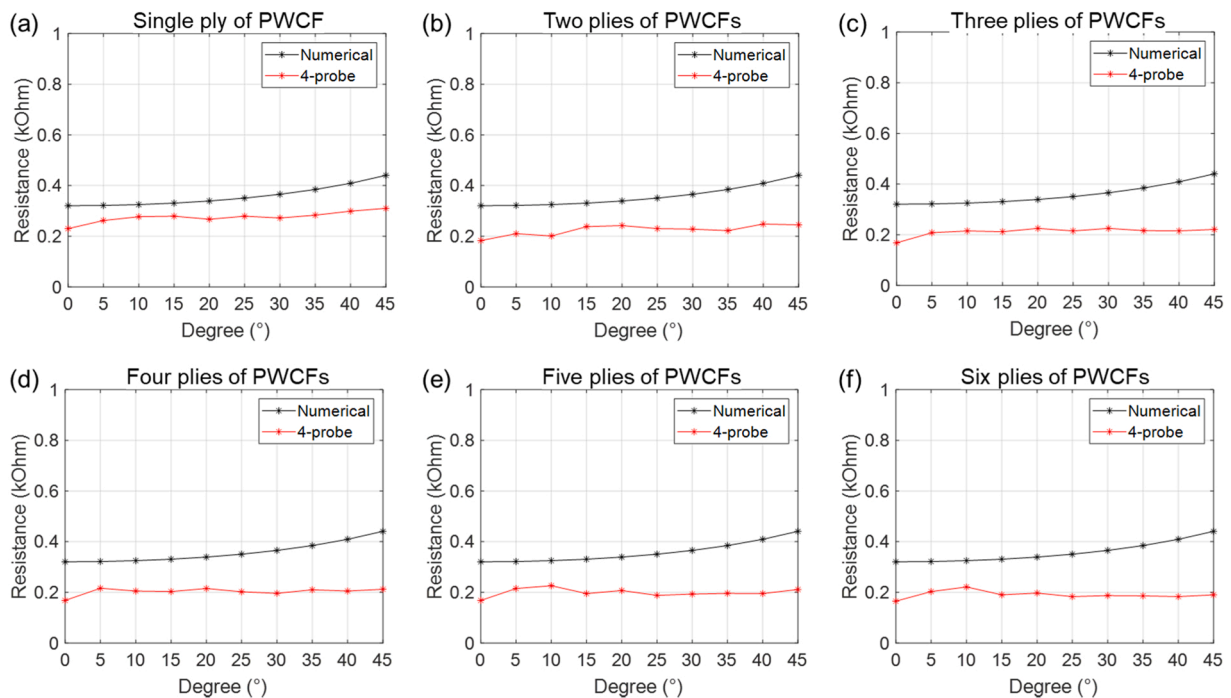 (a) Single ply of PWCF
1
0.8
0.6
0.4
0.2
0
Resistance (kOhm)
Numerical
4-probe
0 5 10 15 20 25 30 35 40 45
Degree (°)
(b) Two plies of PWCFs
1
0.8
0.6
0.4
0.2
0
Resistance (kOhm)
Numerical
4-probe
0 5 10 15 20 25 30 35 40 45
Degree (°)
(c) Three plies of PWCFs
1
0.8
0.6
0.4
0.2
0
Resistance (kOhm)
Numerical
4-probe
0 5 10 15 20 25 30 35 40 45
Degree (°)
(d) Four plies of PWCFs
1
0.8
0.6
0.4
0.2
0
Resistance (kOhm)
Numerical
4-probe
0 5 10 15 20 25 30 35 40 45
Degree (°)
(e) Five plies of PWCFs
1
0.8
0.6
0.4
0.2
0
Resistance (kOhm)
Numerical
4-probe
0 5 10 15 20 25 30 35 40 45
Degree (°)
(f) Six plies of PWCFs
1
0.8
0.6
0.4
0.2
0
Resistance (kOhm)
Numerical
4-probe
0 5 10 15 20 25 30 35 40 45
Degree (°)